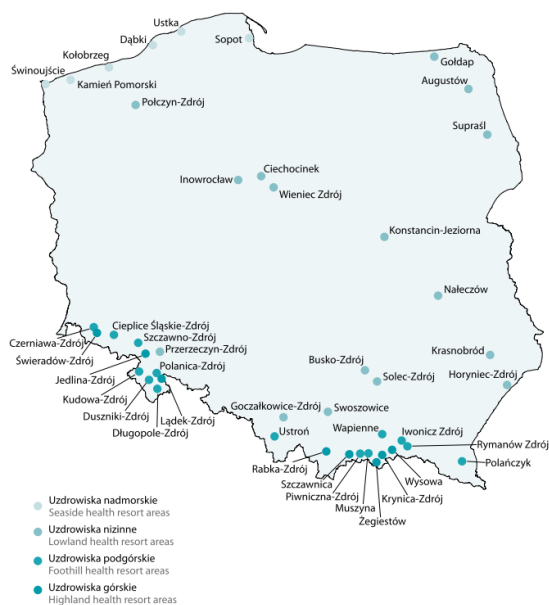 Ustka
Dąbki
Sopot
Kołobrzeg
Świnoujście
Kamień Pomorski
Gołdap
Augustów
Połczyn-Zdrój
Supraśl
Ciechocinek
Inowrocław
Wieniec Zdrój
Konstancin-Jeziorna
Nałeczów
Cieplice Śląskie-Zdrój
Czerniawa-Zdrój
Szczawno-Zdrój
Świeradów-Zdrój
Przerzeczyn-Zdrój
Krasnobród
Busko-Zdrój
Polanica-Zdrój
Jedlina-Zdrój
Solec-Zdrój
Horyniec-Zdrój
Kudowa-Zdrój
Goczałkowice-Zdrój
Swoszowice
Duszniki-Zdrój
Lądek-Zdrój
Wapienne
Iwonicz Zdrój
Długopole-Zdrój
Ustroń
Rymanów Zdrój
Polańczyk
Rabka-Zdrój
Wysowa
Szczawnica
Piwniczna-Zdrój
Krynica-Zdrój
Muszyna
Żegiestów
Uzdrowiska nadmorskie
Seaside health resort areas
Uzdrowiska nizinne
Lowland health resort areas
Uzdrowiska podgórskie
Foothill health resort areas
Uzdrowiska górskie
Highland health resort areas